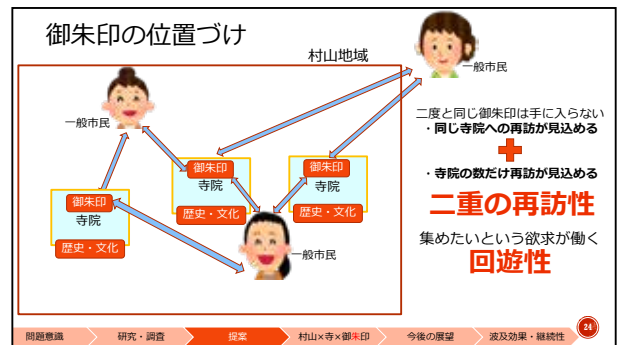 御朱印の位置づけ
村山地域
一般市民
一般市民
二度と同じ御朱印は手に入らない
・同じ寺院への再訪が見込める
・寺院の数だけ再訪が見込める
二重の再訪性
集めたいという欲求が働く
回遊性
御朱印
寺院
歴史・文化
御朱印
寺院
歴史・文化
御朱印
寺院
歴史・文化
一般市民
24
問題意識
研究・調査
提案
村山×寺×御朱印
今後の展望
波及効果・継続性